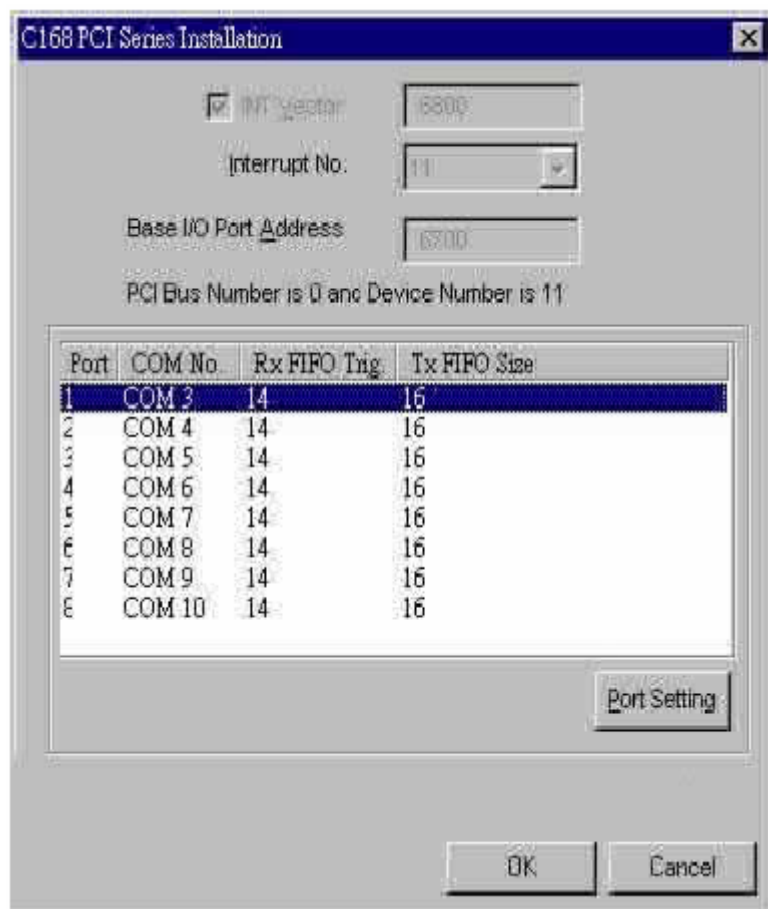 C168 PCI Series Installation
INT Vector 6800
Interrupt No. 11
Base I/O Port Address
PCI Bus Number is 0 and Device Number is 11
Port COM No Rx FIFO Trig. Tx FIFO Size
1 COM 3 14 16
2 COM 4 14 16
3 COM 5 14 16
4 COM 6 14 16
5 COM 7 14 16
6 COM 8 14 16
7 COM 9 14 16
8 COM 10 14 16
Port Setting
OK Cancel